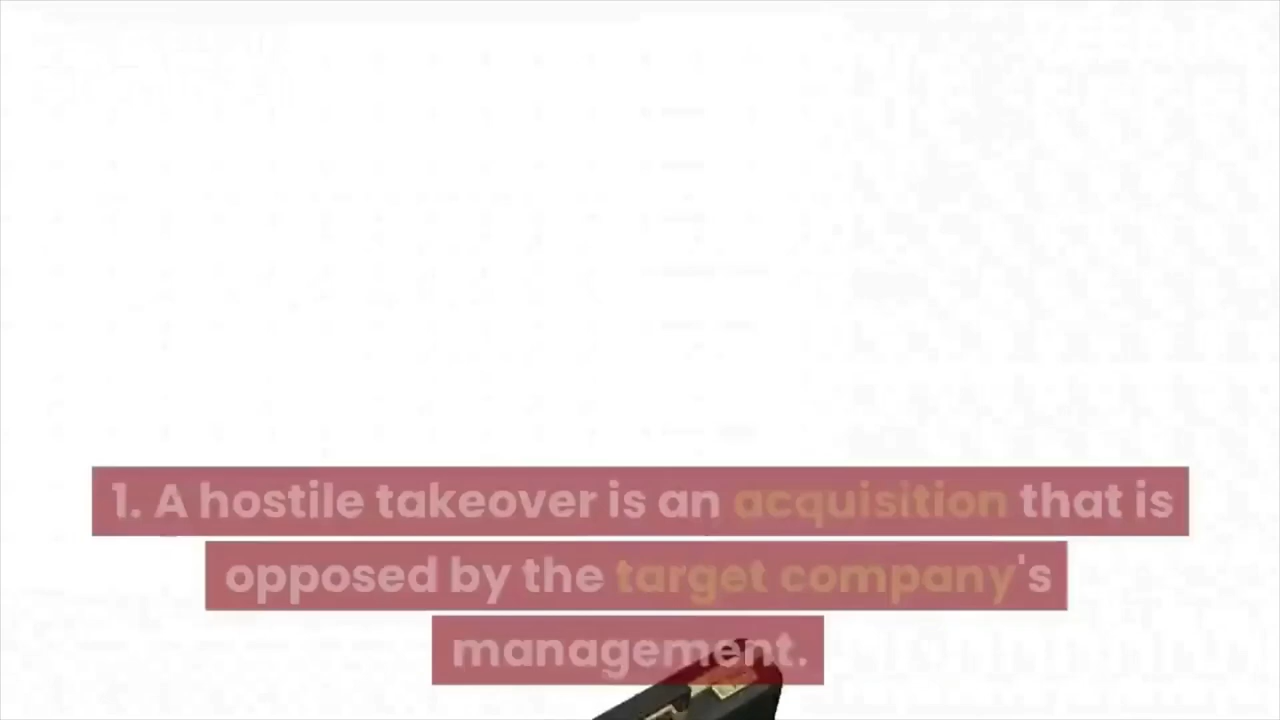 1. A hostile takeover is an acquisition that is
opposed by the target company's
management.